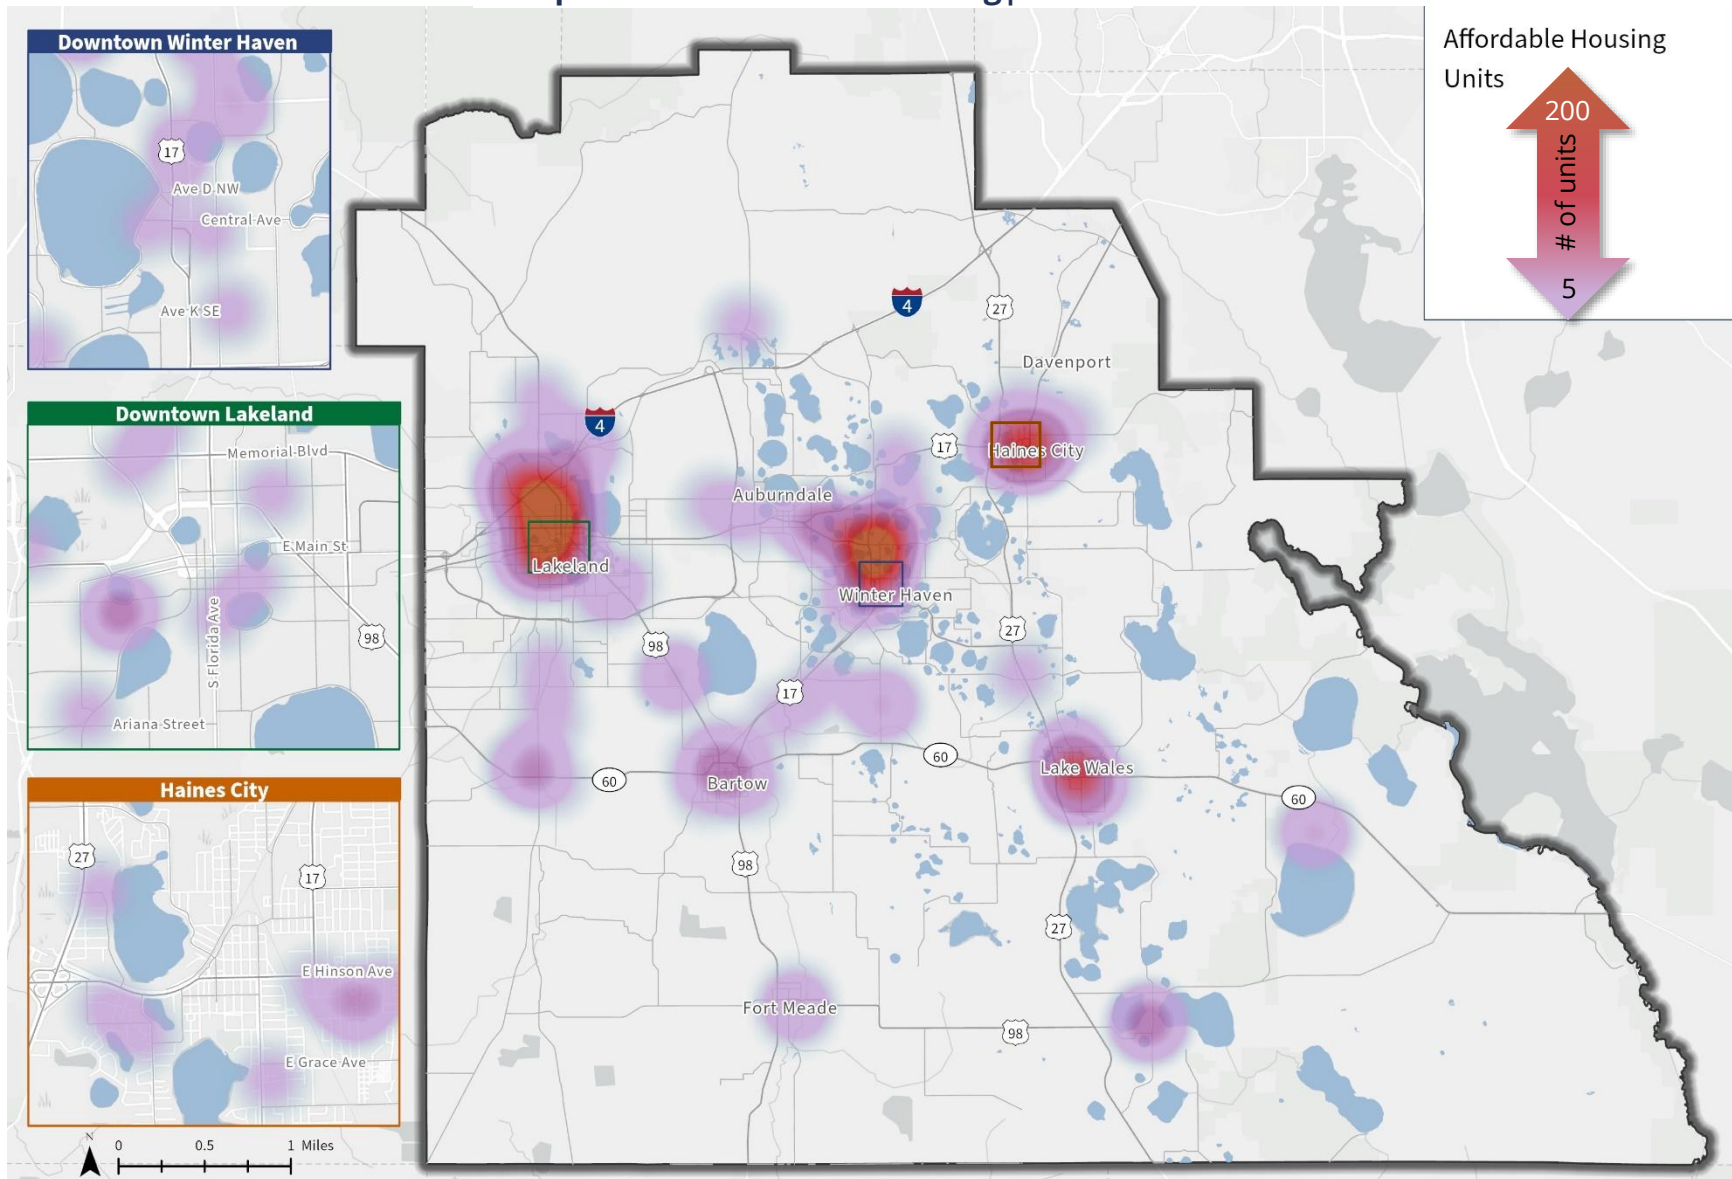 Downtown Winter Haven
17
Ave D NW
Central Ave
Ave K SE
Downtown Lakeland
Memorial Blvd
E Main St
S Florida Ave
98
Ariana Street
Haines City
27
17
E Hinson Ave
E Grace Ave
N
0 0.5 1 Miles
Affordable Housing
Units
200
# of units
5
4
27
Davenport
4
17
Haines City
Auburndale
Lakeland
Winter Haven
98
27
17
60
60
Lake Wales
Bartow
60
98
27
Fort Meade
98